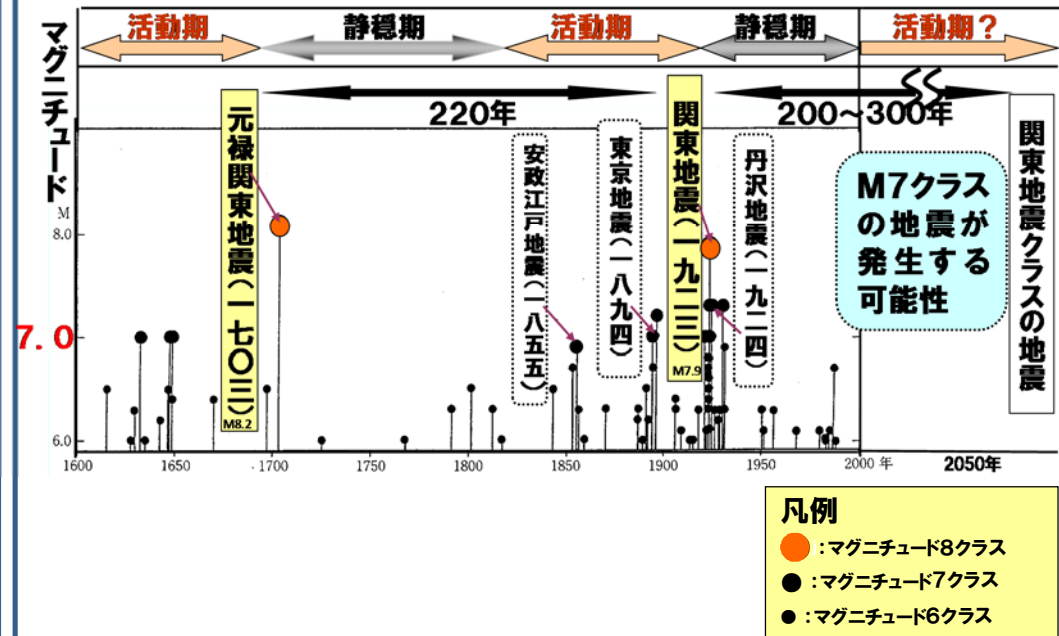 活動期
静穏期
活動期
静穏期
活動期?
マグニチュード
M
220年
200~300年
元禄関東地震(一七〇三)
M8.2
安政江戸地震(一八五五)
東京地震(一八九四)
関東地震(一九二三)
M7.9
丹沢地震(一九二四)
M7クラス
の地震が
発生する
可能性
関東地震クラスの地震
8.0
7.0
6.0
1600
1650
1700
1750
1800
1850
1900
1950
2000 年
2050年
凡例
:マグニチュード8クラス
:マグニチュード7クラス
:マグニチュード6クラス